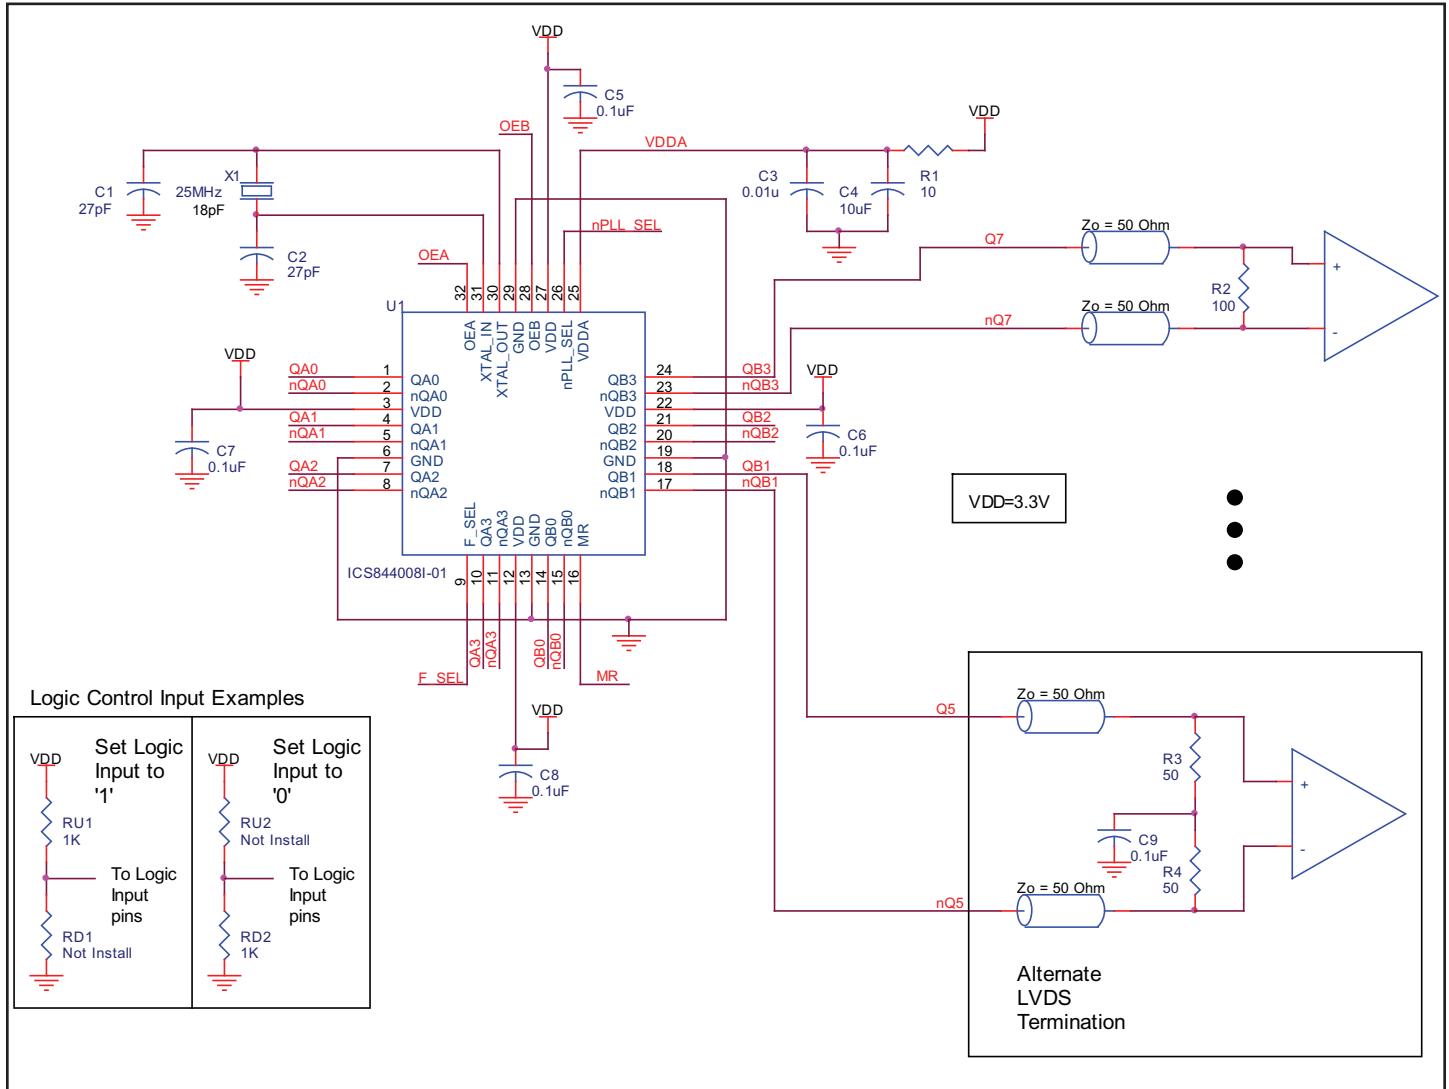 VDD
C5
0.1uF
OEB
VDDA
VDD
C1
27pF
X1
25MHz
18pF
C2
27pF
C3
0.01u
C4
10uF
R1
10
nPLL_SEL
OEA
Q7
Zo = 50 Ohm
R2
100
+
-
nQ7
Zo = 50 Ohm
U1
32
31
30
29
28
27
26
25
OEA
XTAL_IN
XTAL_OUT
GND
OEB
VDD
nPLL_SEL
VDDA
VDD
C7
0.1uF
QA0
nQA0
QA1
nQA1
QA2
nQA2
1
2
3
4
5
6
7
8
QA0
nQA0
VDD
QA1
nQA1
GND
QA2
nQA2
QB3
nQB3
VDD
QB2
nQB2
GND
QB1
nQB1
24
23
22
21
20
19
18
17
QB3
nQB3
QB2
nQB2
QB1
nQB1
VDD
C6
0.1uF
F_SEL
QA3
nQA3
VDD
GND
QB0
nQB0
MR
ICS844008I-01
9
10
11
12
13
14
15
16
F_SEL
QA3
nQA3
QB0
nQB0
MR
VDD
C8
0.1uF
VDD=3.3V
Logic Control Input Examples
VDD
Set Logic
Input to
'1'
RU1
1K
To Logic
Input
pins
RD1
Not Install
VDD
Set Logic
Input to
'0'
RU2
Not Install
To Logic
Input
pins
RD2
1K
Q5
Zo = 50 Ohm
R3
50
C9
0.1uF
R4
50
+
-
nQ5
Zo = 50 Ohm
Alternate
LVDS
Termination